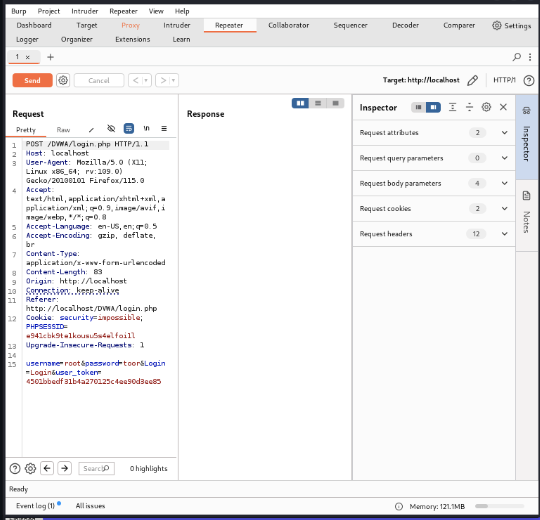 Burp Project Intruder Repeater View Help
Dashboard Target Proxy Intruder Repeater Collaborator Sequencer Decoder Comparer Settings
Logger Organizer Extensions Learn
1 × +
Send Cancel < > Target: http://localhost HTTP/1 ?
Request
Pretty Raw \n
1 POST /DVWA/login.php HTTP/1.1
2 Host: localhost
3 User-Agent: Mozilla/5.0 (X11;
Linux x86_64; rv:109.0)
Gecko/20100101 Firefox/115.0
4 Accept:
text/html,application/xhtml+xml,a
pplication/xml;q=0.9,image/avif,i
mage/webp,*/*;q=0.8
5 Accept-Language: en-US,en;q=0.5
6 Accept-Encoding: gzip, deflate,
br
7 Content-Type:
application/x-www-form-urlencoded
8 Content-Length: 83
9 Origin: http://localhost
10 Connection: keep-alive
11 Referer:
http://localhost/DVWA/login.php
12 Cookie: security=impossible;
PHPSESSID=
13 Upgrade-Insecure-Requests: 1
14
15 username=root&password=toor&Login
=Login&user_token=
4501bbedf31b4a270125c4ee90d3ee85
? Search 0 highlights
Response
Inspector
Request attributes 2
Request query parameters 0
Request body parameters 4
Request cookies 2
Request headers 12
Inspector
Notes
Ready
Event log (1) All issues Memory: 121.1MB